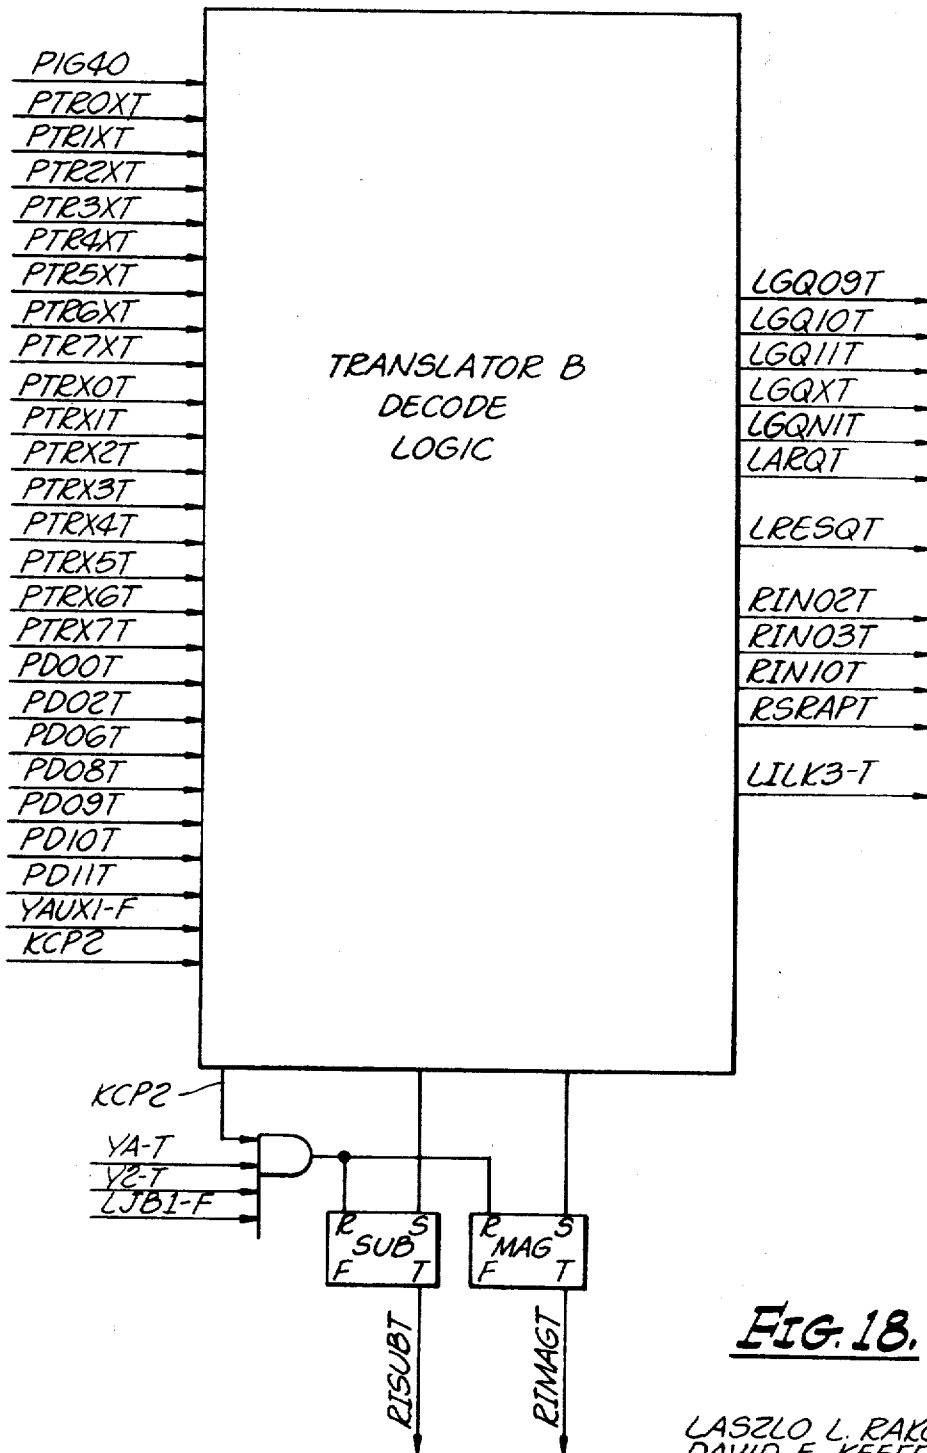 PIG40
PTR0XT
PTR1XT
PTR2XT
PTR3XT
PTR4XT
PTR5XT
PTR6XT
PTR7XT
PTRX0T
PTRX1T
PTRX2T
PTRX3T
PTRX4T
PTRX5T
PTRX6T
PTRX7T
PD00T
PD02T
PD06T
PD08T
PD09T
PD10T
PD11T
YAUX1-F
KCP2
TRANSLATOR B
DECODE
LOGIC
LGQ09T
LGQ10T
LGQ11T
LGQXT
LGQN1T
LARQT
LRESQT
RIN02T
RIN03T
RIN10T
RSRAPT
LILK3-T
KCP2
YA-T
Y2-T
LJB1-F
R S
SUB
F T
R S
MAG
F T
RISUBT
RIMAGT
FIG. 18.
LASZLO L.